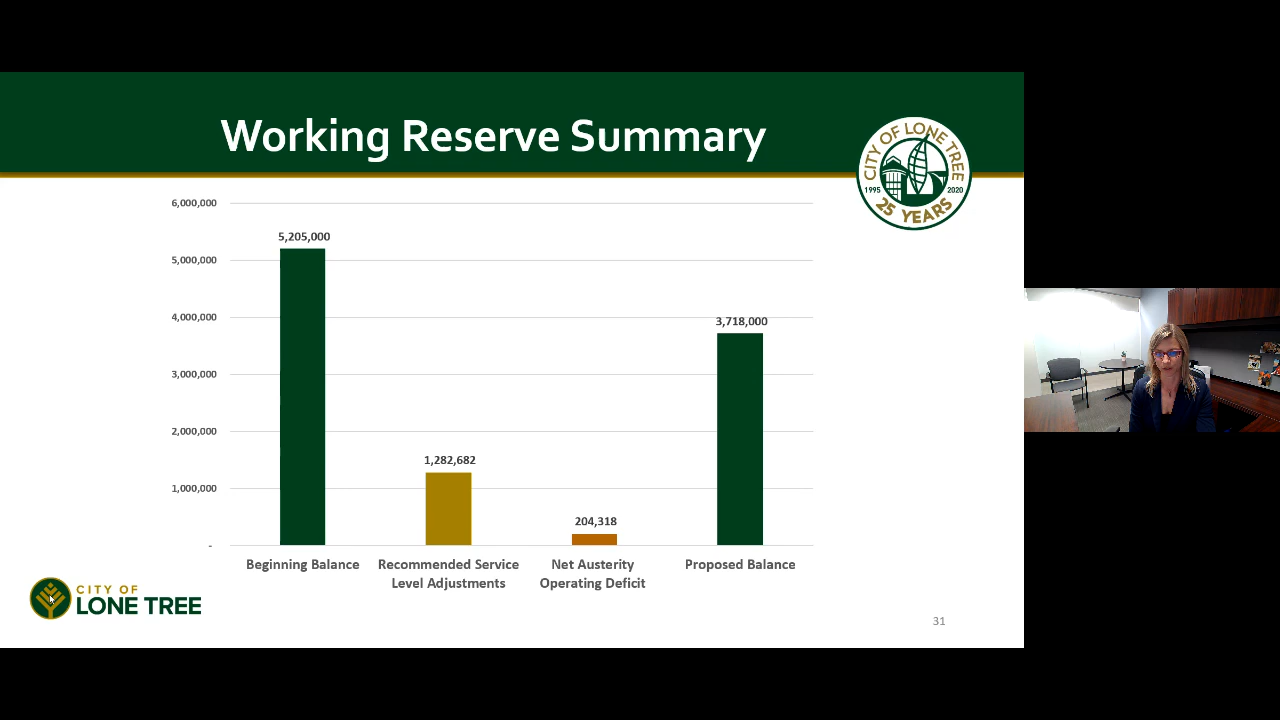 Working Reserve Summary
CITY OF LONE TREE
1995
2020
25 YEARS
6,000,000
5,000,000
4,000,000
3,000,000
2,000,000
1,000,000
-
5,205,000
1,282,682
204,318
3,718,000
Beginning Balance
Recommended Service
Level Adjustments
Net Austerity
Operating Deficit
Proposed Balance
CITY OF
LONE TREE
31